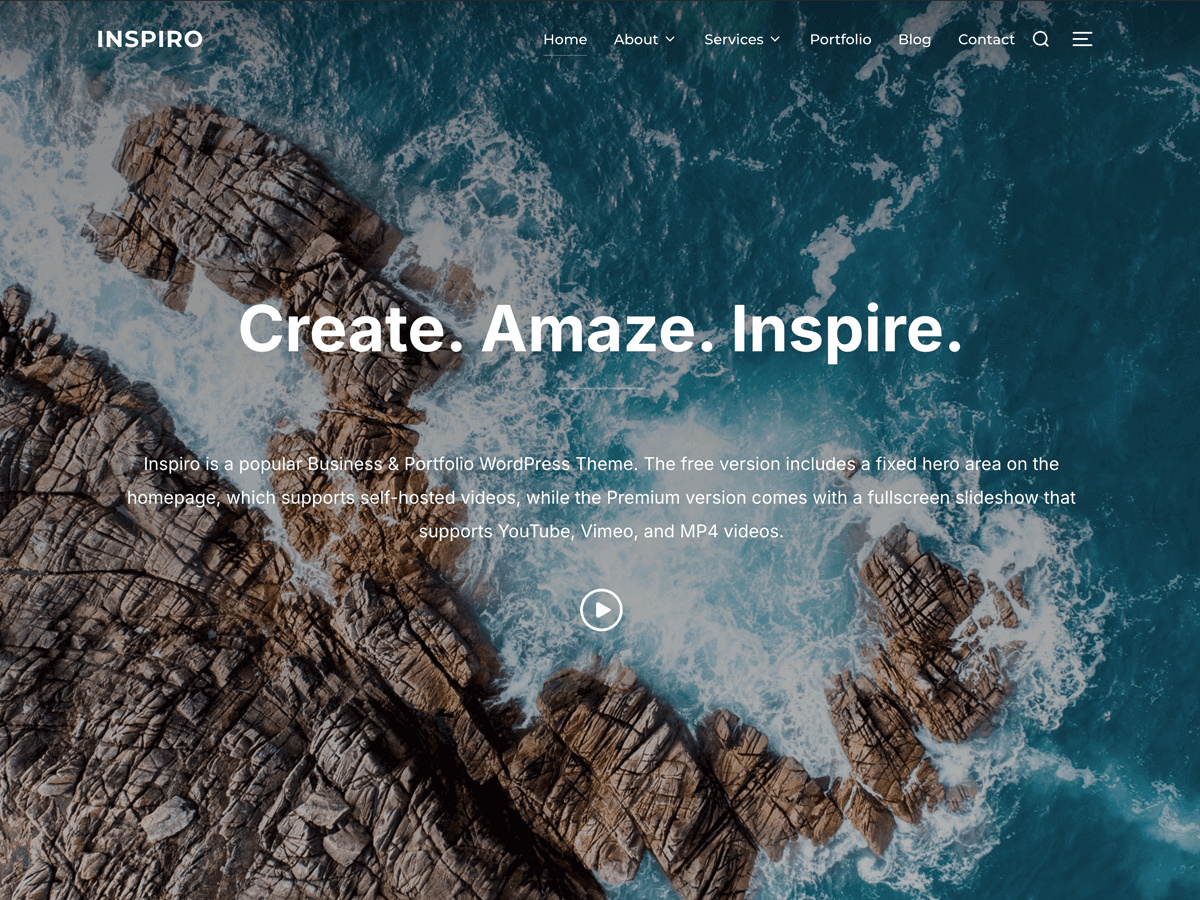 INSPIRO
Home About Services Portfolio Blog Contact
Create. Amaze. Inspire.
Inspiro is a popular Business & Portfolio WordPress Theme. The free version includes a fixed hero area on the
homepage, which supports self-hosted videos, while the Premium version comes with a fullscreen slideshow that
supports YouTube, Vimeo, and MP4 videos.